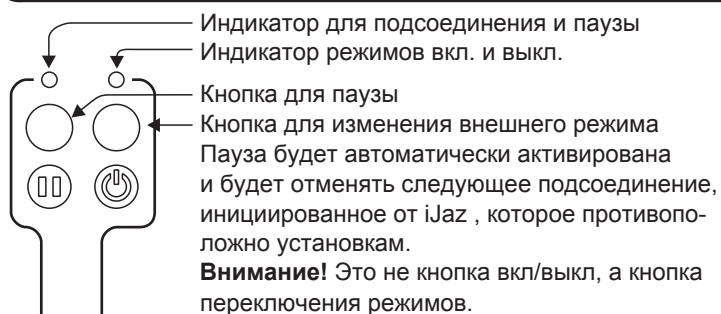 Индикатор для подсоединения и паузы
Индикатор режимов вкл. и выкл.
Кнопка для паузы
Кнопка для изменения внешнего режима
Пауза будет автоматически активирована
и будет отменять следующее подсоединение,
инициированное от iJaz , которое противопо-
ложно установкам.
Внимание! Это не кнопка вкл/выкл, а кнопка
переключения режимов.